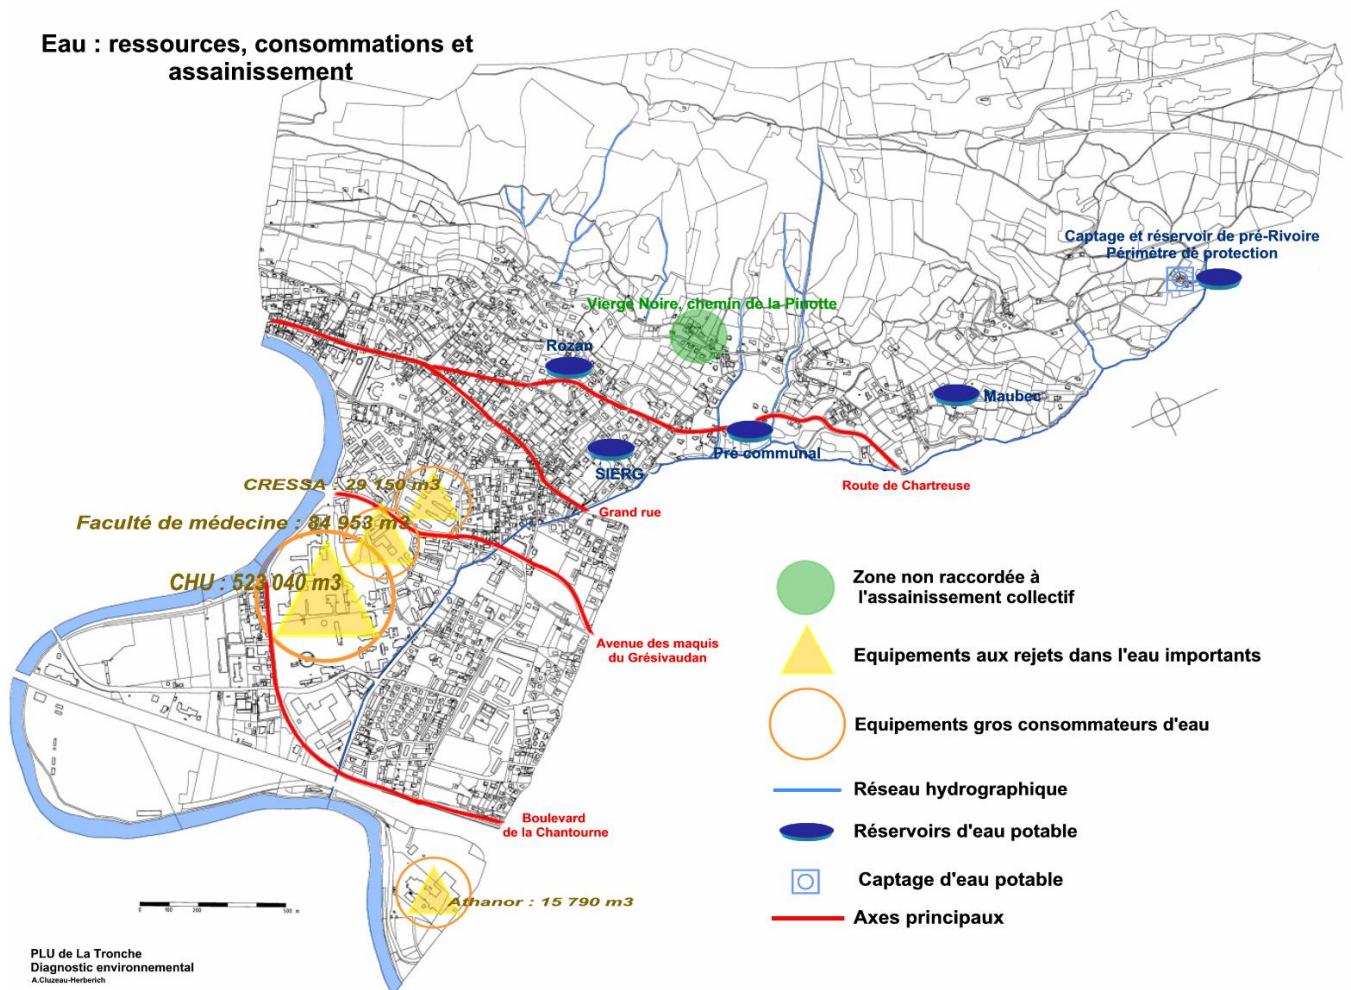 Eau : ressources, consommations et
assainissement
Captage et réservoir de pré-Rivoire
Périmètre de protection
Vierge Noire, chemin de la Pinotte
Rozan
Maubec
Pré communal
SIERG
Route de Chartreuse
CRESSA : 29 150 m3
Grand rue
Faculté de médecine : 84 953 m3
CHU : 523 040 m3
Avenue des maquis
du Grésivaudan
Boulevard
de la Chantourne
Athanor : 15 790 m3
Zone non raccordée à
l'assainissement collectif
Equipements aux rejets dans l'eau importants
Equipements gros consommateurs d'eau
Réseau hydrographique
Réservoirs d'eau potable
Captage d'eau potable
Axes principaux
0 100 200 500 m
PLU de La Tronche
Diagnostic environnemental
A.Cluzeau-Herberich